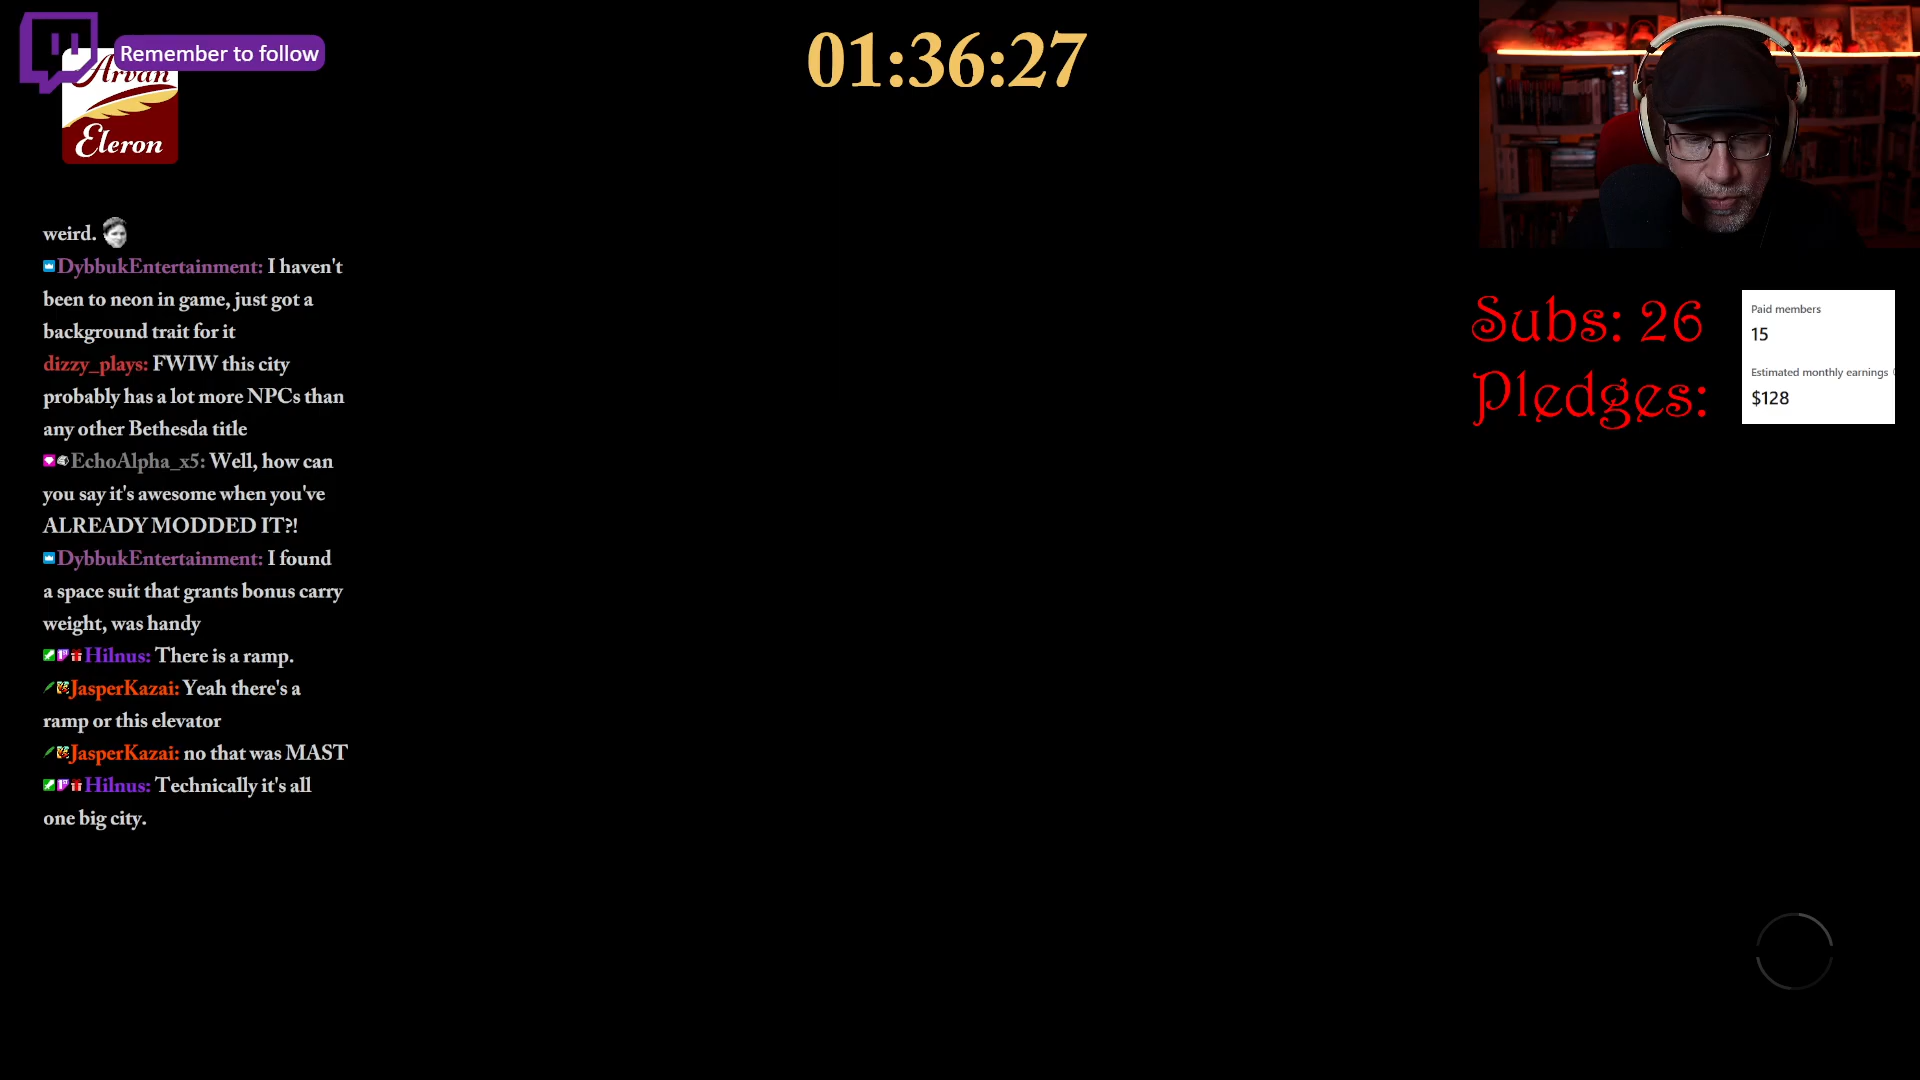 Remember to follow
Arvan
Eleron
01:36:27
weird.
DybbukEntertainment: I haven't
been to neon in game, just got a
background trait for it
dizzy_plays: FWIW this city
probably has a lot more NPCs than
any other Bethesda title
EchoAlpha_x5: Well, how can
you say it's awesome when you've
ALREADY MODDED IT?!
DybbukEntertainment: I found
a space suit that grants bonus carry
weight, was handy
Hilnus: There is a ramp.
JasperKazai: Yeah there's a
ramp or this elevator
JasperKazai: no that was MAST
Hilnus: Technically it's all
one big city.
Subs: 26
Pledges:
Paid members
15
Estimated monthly earnings
$128